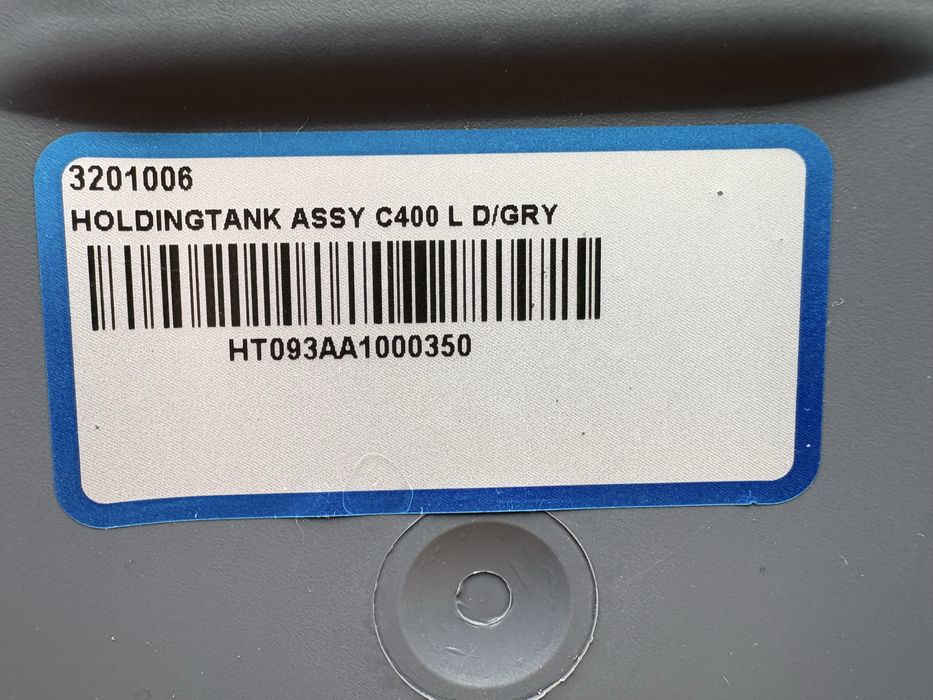 3201006
HOLDINGTANK ASSY C400 L D/GRY
HT093AA1000350